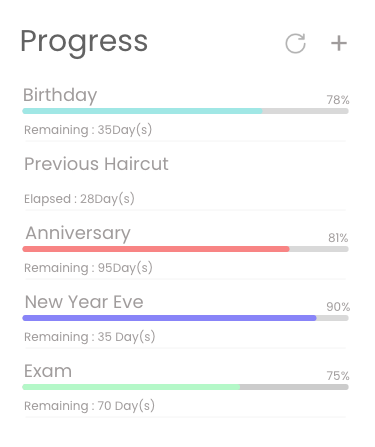 Progress
Birthday
78%
Remaining : 35Day(s)
Previous Haircut
Elapsed : 28Day(s)
Anniversary
81%
Remaining : 95Day(s)
New Year Eve
90%
Remaining : 35 Day(s)
Exam
75%
Remaining : 70 Day(s)